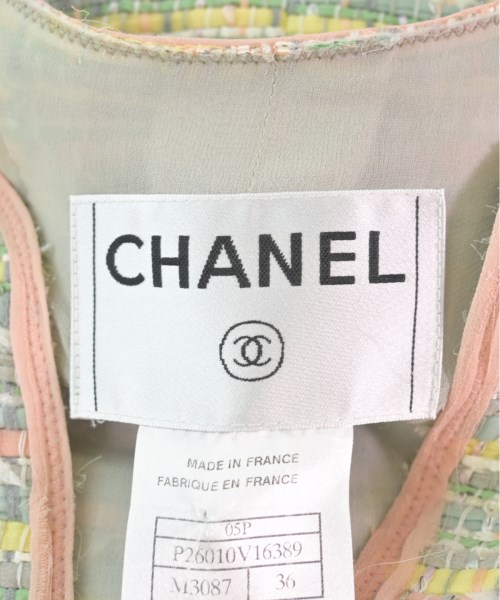 CHANEL
MADE IN FRANCE
FABRIQUE EN FRANCE
05P
P26010V16389
M3087 36